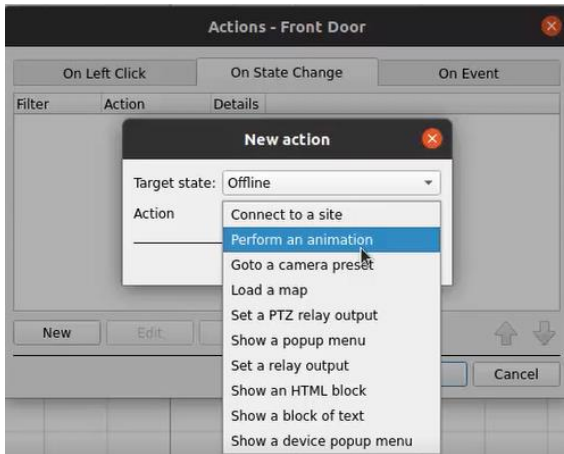 Actions - Front Door
On Left Click On State Change On Event
Filter Action Details
New action
Target state: Offline
Action
Connect to a site
Perform an animation
Goto a camera preset
Load a map
Set a PTZ relay output
Show a popup menu
Set a relay output
Show an HTML block
Show a block of text
Show a device popup menu
New Edit
Cancel